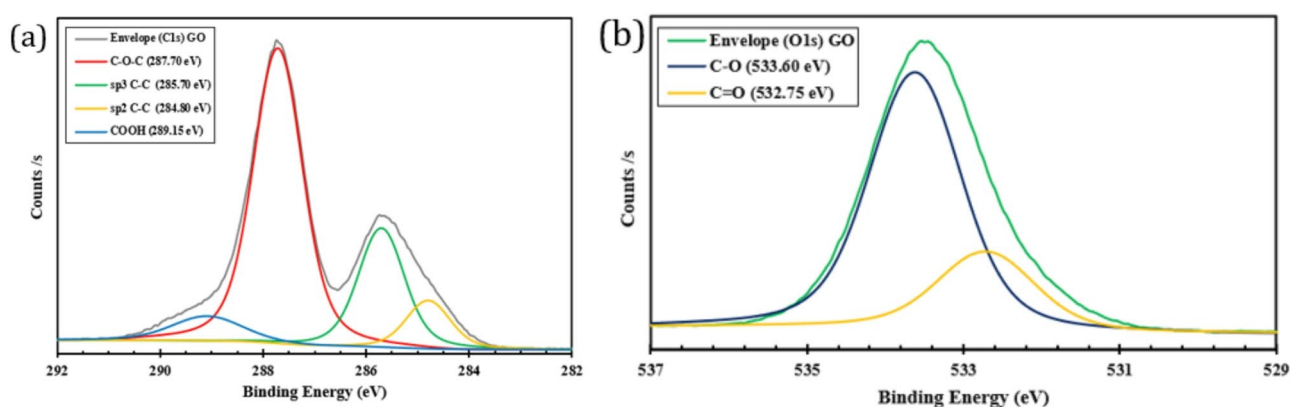 (a)
Envelope (C1s) GO
C-O-C (287.70 eV)
sp3 C-C (285.70 eV)
sp2 C-C (284.80 eV)
COOH (289.15 eV)
Counts /s
292 290 288 286 284 282
Binding Energy (eV)
(b)
Envelope (O1s) GO
C-O (533.60 eV)
C=O (532.75 eV)
Counts /s
537 535 533 531 529
Binding Energy (eV)